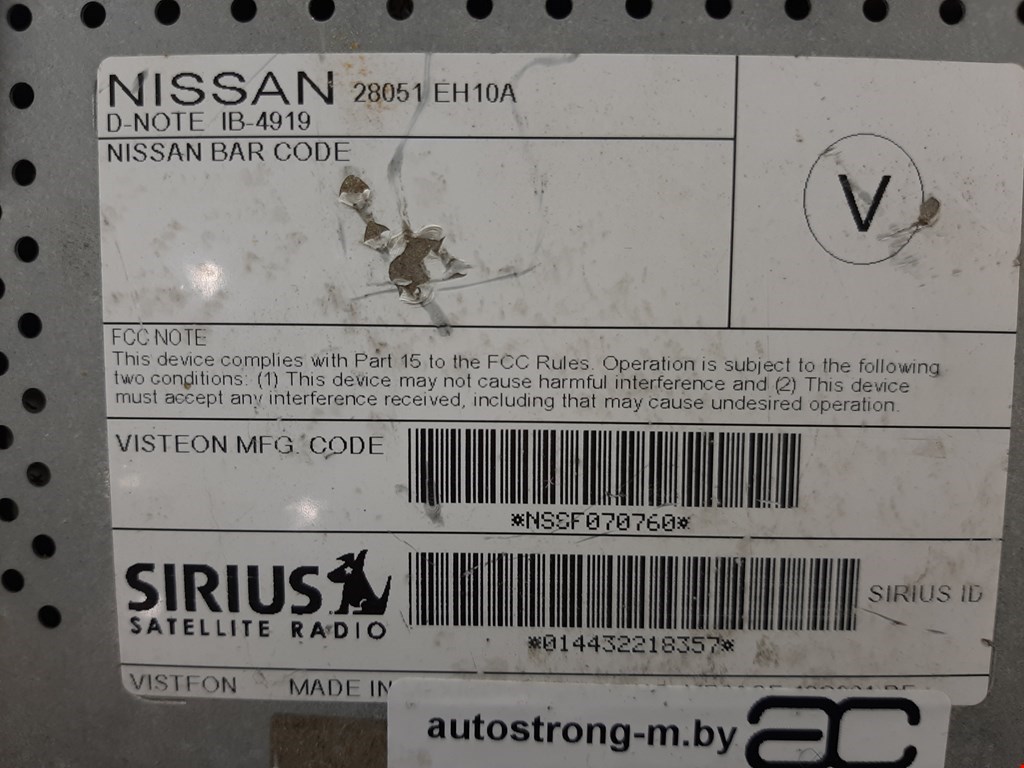 NISSAN 28051 EH10A
D-NOTE IB-4919
NISSAN BAR CODE
V
FCC NOTE
This device complies with Part 15 to the FCC Rules. Operation is subject to the following
two conditions: (1) This device may not cause harmful interference and (2) This device
must accept any interference received, including that may cause undesired operation.
VISTEON MFG. CODE
*NSSF070760*
SIRIUS
SATELLITE RADIO
SIRIUS ID
*014432218357*
VISTEON MADE IN
autostrong-m.by ac